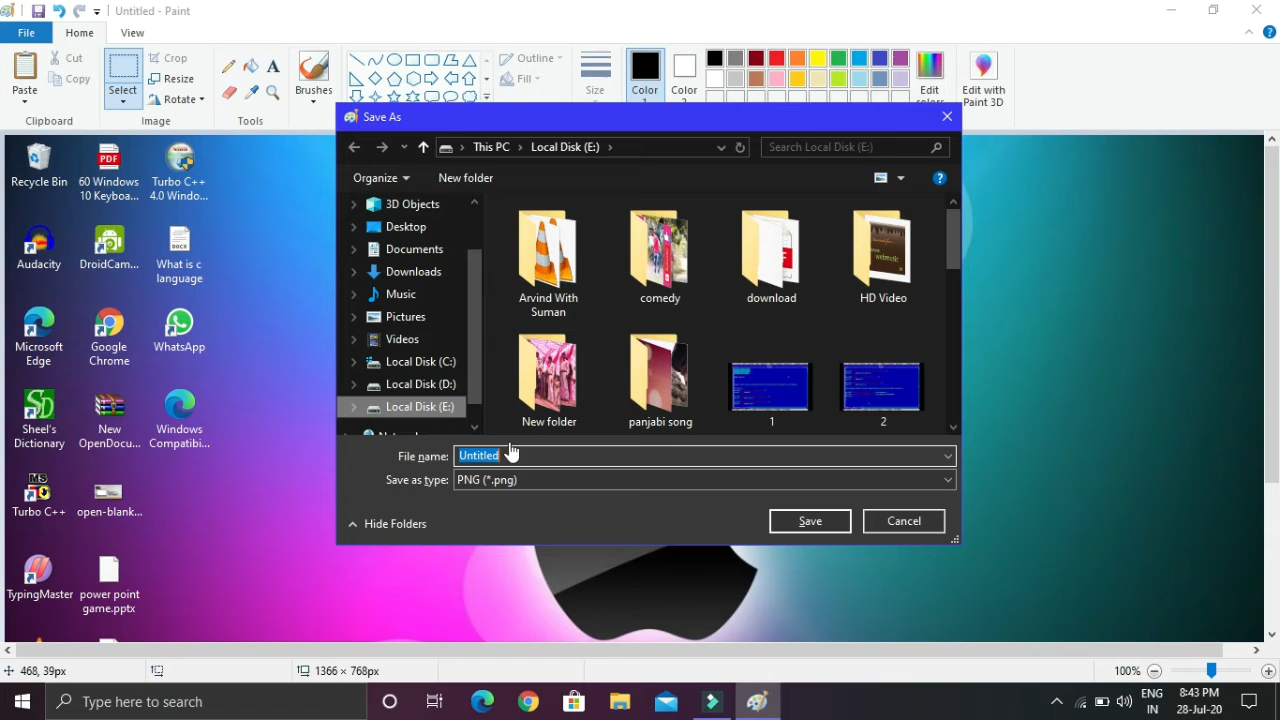 Untitled - Paint
File
Home
View
Paste
Cut
Copy
Clipboard
Select
Crop
Resize
Rotate
Image
Tools
Brushes
Outline
Fill
Size
Color
1
Color
Edit
Edit with
Paint 3D
Save As
This PC
Local Disk (E:)
Search Local Disk (E:)
Organize
New folder
3D Objects
Desktop
Documents
Downloads
Music
Pictures
Videos
Local Disk (C:)
Local Disk (D:)
Local Disk (E:)
Arvind With
Suman
comedy
download
HD Video
New folder
panjabi song
1
2
File name:
Untitled
Save as type:
PNG (*.png)
Hide Folders
Save
Cancel
Recycle Bin
60 Windows
10 Keyboa...
Turbo C++
4.0 Windo...
Audacity
DroidCam...
What is c
language
Microsoft
Edge
Google
Chrome
WhatsApp
Sheel's
Dictionary
New
OpenDocu...
Windows
Compatibi...
Turbo C++
open-blank...
TypingMaster
power point
game.pptx
468, 39px
1366 × 768px
100%
Type here to search
ENG
IN
8:43 PM
28-Jul-20